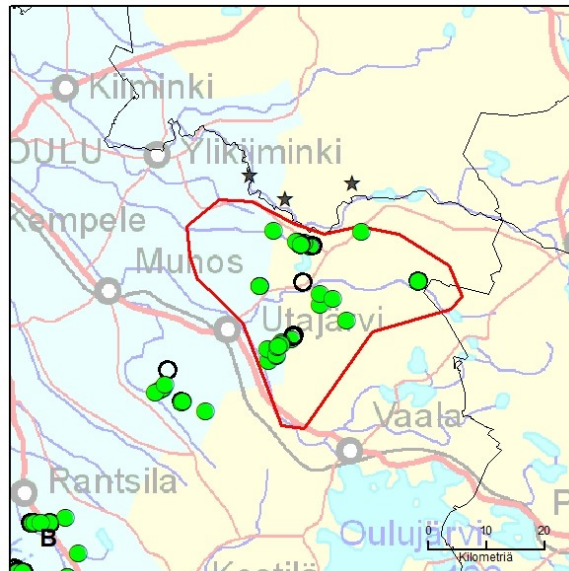 Kiiminki
OULU
Ylikiiminki
Kempele
Muhos
Utajärvi
Vaala
Rantsila
B
Oulujärvi
0 10 20
Kilometriä